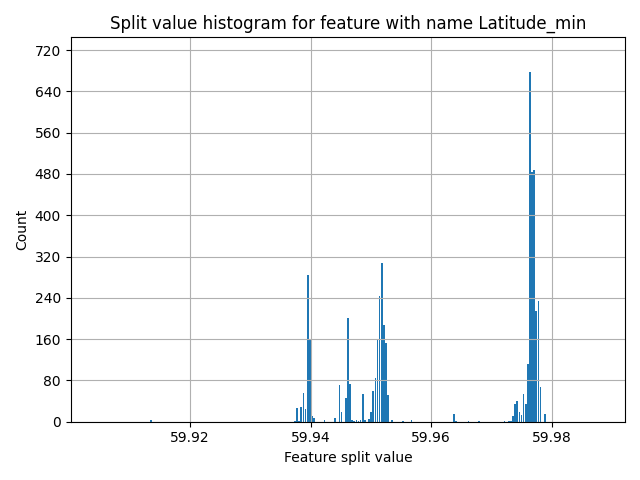 Split value histogram for feature with name Latitude_min
720
640
560
480
400
320
240
160
80
0
Count
59.92 59.94 59.96 59.98
Feature split value